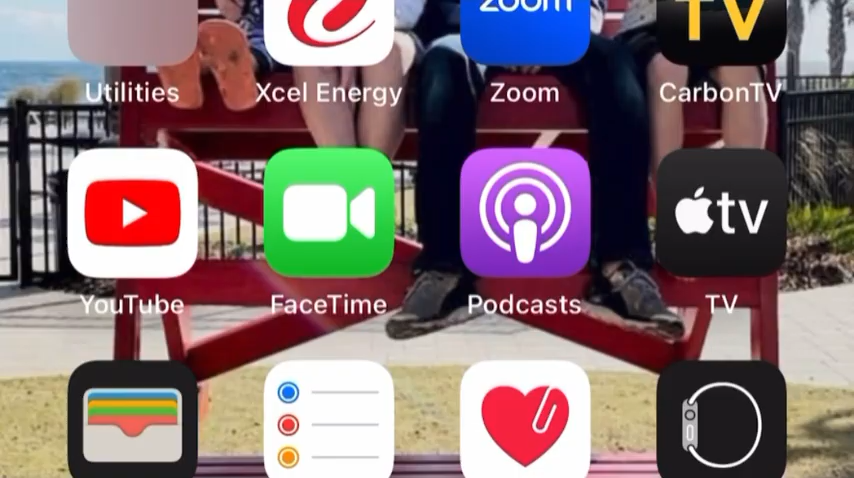 zoom
TV
Utilities
Xcel Energy
Zoom
CarbonTV
tv
YouTube
FaceTime
Podcasts
TV